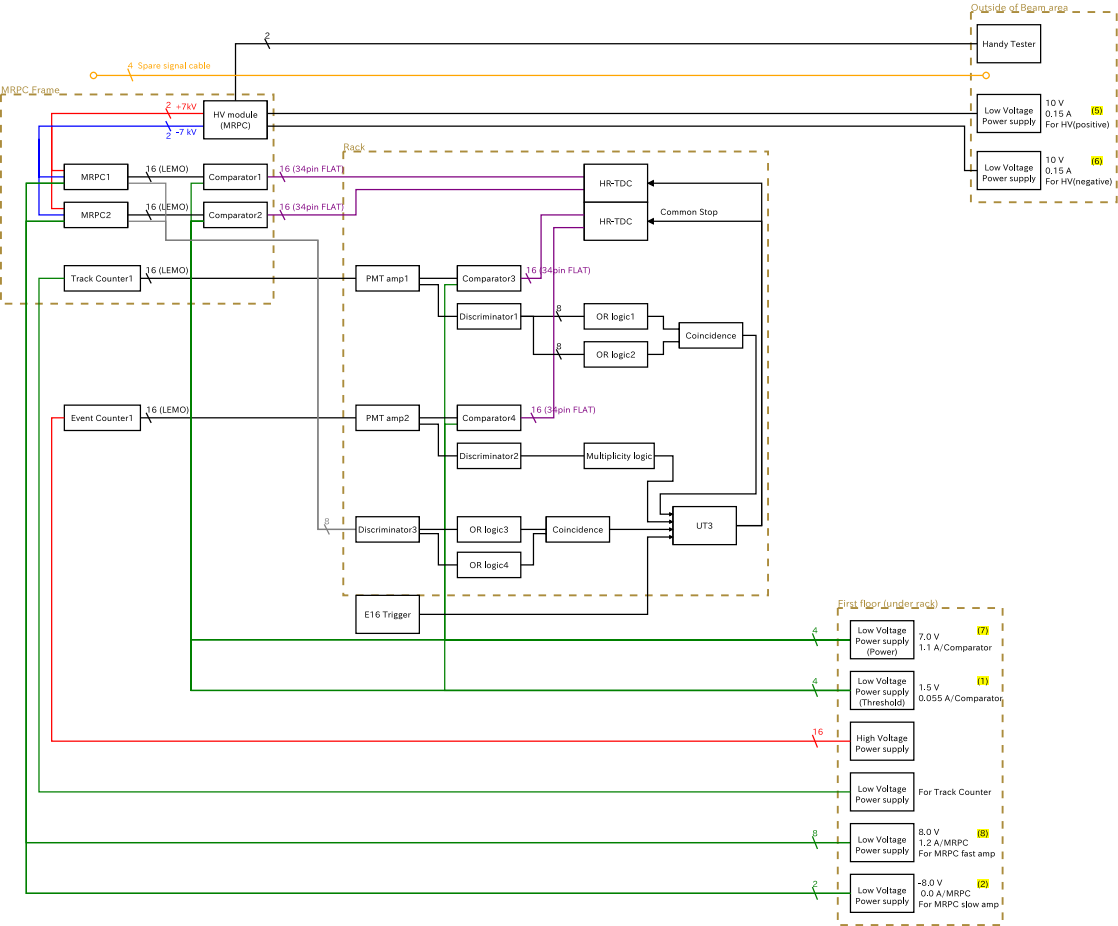 Outside of Beam area
2
Handy Tester
4 Spare signal cable
MRPC Frame
2 +7kV
2 -7 kV
HV module
(MRPC)
Low Voltage
Power supply
10 V
0.15 A
For HV(positive)
(5)
Low Voltage
Power supply
10 V
0.15 A
For HV(negative)
(6)
Rack
MRPC1
16 (LEMO)
Comparator1
16 (34pin FLAT)
HR-TDC
MRPC2
16 (LEMO)
Comparator2
16 (34pin FLAT)
HR-TDC
Common Stop
Track Counter1
16 (LEMO)
PMT amp1
Comparator3
16 (34pin FLAT)
Discriminator1
8
OR logic1
8
OR logic2
Coincidence
Event Counter1
16 (LEMO)
PMT amp2
Comparator4
16 (34pin FLAT)
Discriminator2
Multiplicity logic
8
Discriminator3
OR logic3
Coincidence
UT3
OR logic4
E16 Trigger
First floor (under rack)
4
Low Voltage
Power supply
(Power)
7.0 V
1.1 A/Comparator
(7)
4
Low Voltage
Power supply
(Threshold)
1.5 V
0.055 A/Comparator
(1)
16
High Voltage
Power supply
Low Voltage
Power supply
For Track Counter
8
Low Voltage
Power supply
8.0 V
1.2 A/MRPC
For MRPC fast amp
(8)
2
Low Voltage
Power supply
-8.0 V
0.0 A/MRPC
For MRPC slow amp
(2)